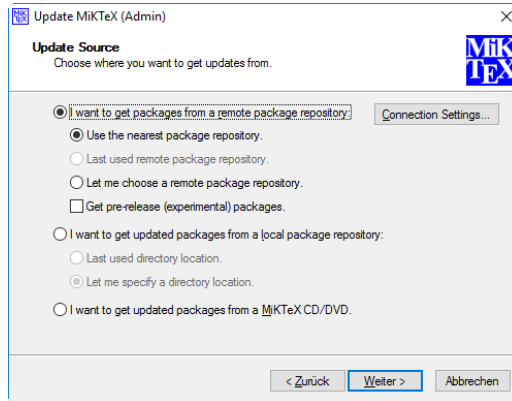 Update MiKTeX (Admin)
Update Source
Choose where you want to get updates from.
MiK
TEX
I want to get packages from a remote package repository:
Connection Settings...
Use the nearest package repository.
Last used remote package repository.
Let me choose a remote package repository.
Get pre-release (experimental) packages.
I want to get updated packages from a local package repository:
Last used directory location.
Let me specify a directory location.
I want to get updated packages from a MiKTeX CD/DVD.
< Zurück
Weiter >
Abbrechen